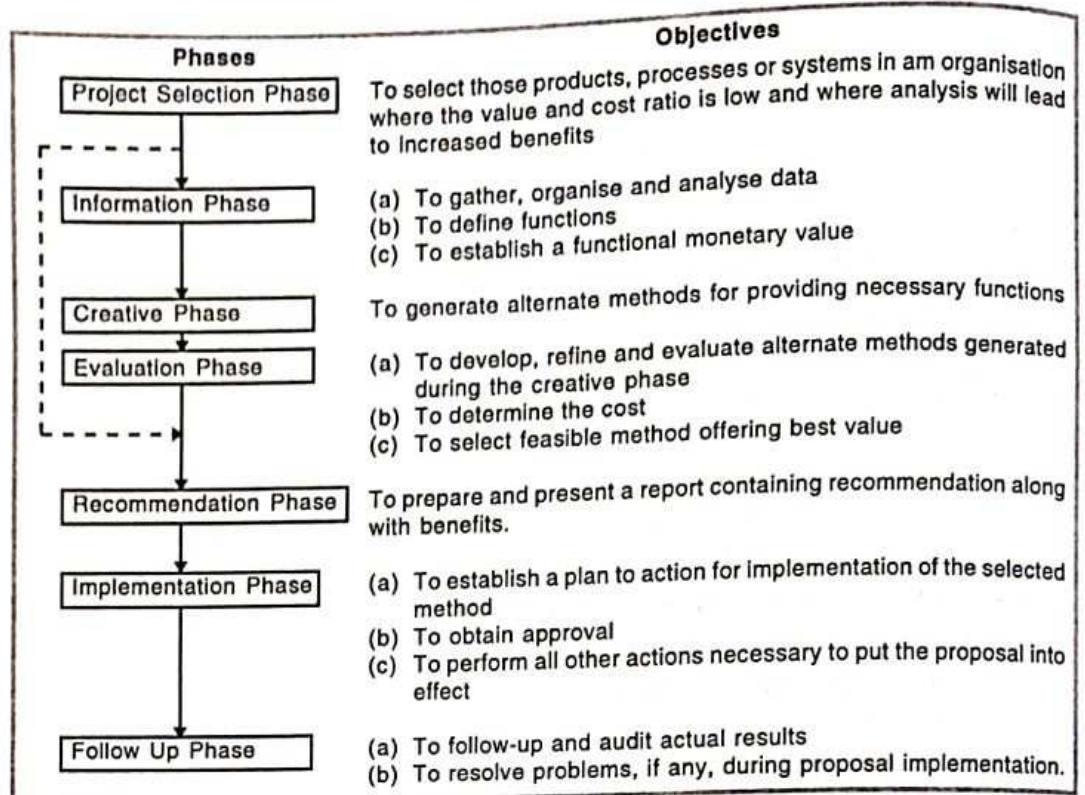 Phases
Objectives
Project Selection Phase
To select those products, processes or systems in am organisation
where the value and cost ratio is low and where analysis will lead
to increased benefits
Information Phase
(a) To gather, organise and analyse data
(b) To define functions
(c) To establish a functional monetary value
Creative Phase
To generate alternate methods for providing necessary functions
Evaluation Phase
(a) To develop, refine and evaluate alternate methods generated
during the creative phase
(b) To determine the cost
(c) To select feasible method offering best value
Recommendation Phase
To prepare and present a report containing recommendation along
with benefits.
Implementation Phase
(a) To establish a plan to action for implementation of the selected
method
(b) To obtain approval
(c) To perform all other actions necessary to put the proposal into
effect
Follow Up Phase
(a) To follow-up and audit actual results
(b) To resolve problems, if any, during proposal implementation.